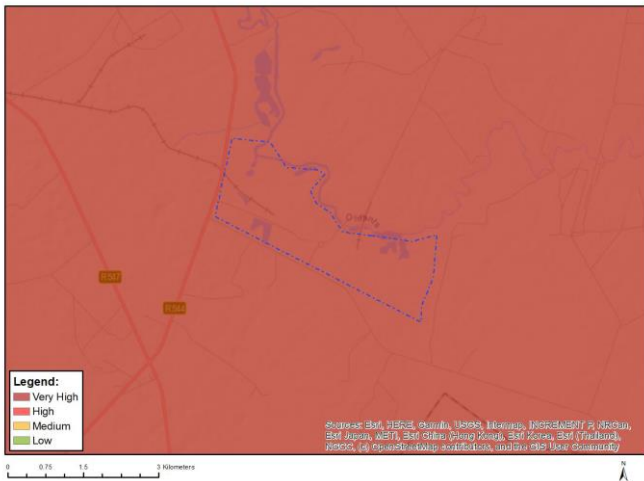 R547
R544
Legend:
Very High
High
Medium
Low
Sources: Esri, HERE, Garmin, USGS, Intermap, INCREMENT P, NRCan,
Esri Japan, METI, Esri China (Hong Kong), Esri Korea, Esri (Thailand),
NGCC, (c) OpenStreetMap contributors, and the GIS User Community
0 0.75 1.5 3 Kilometers
N